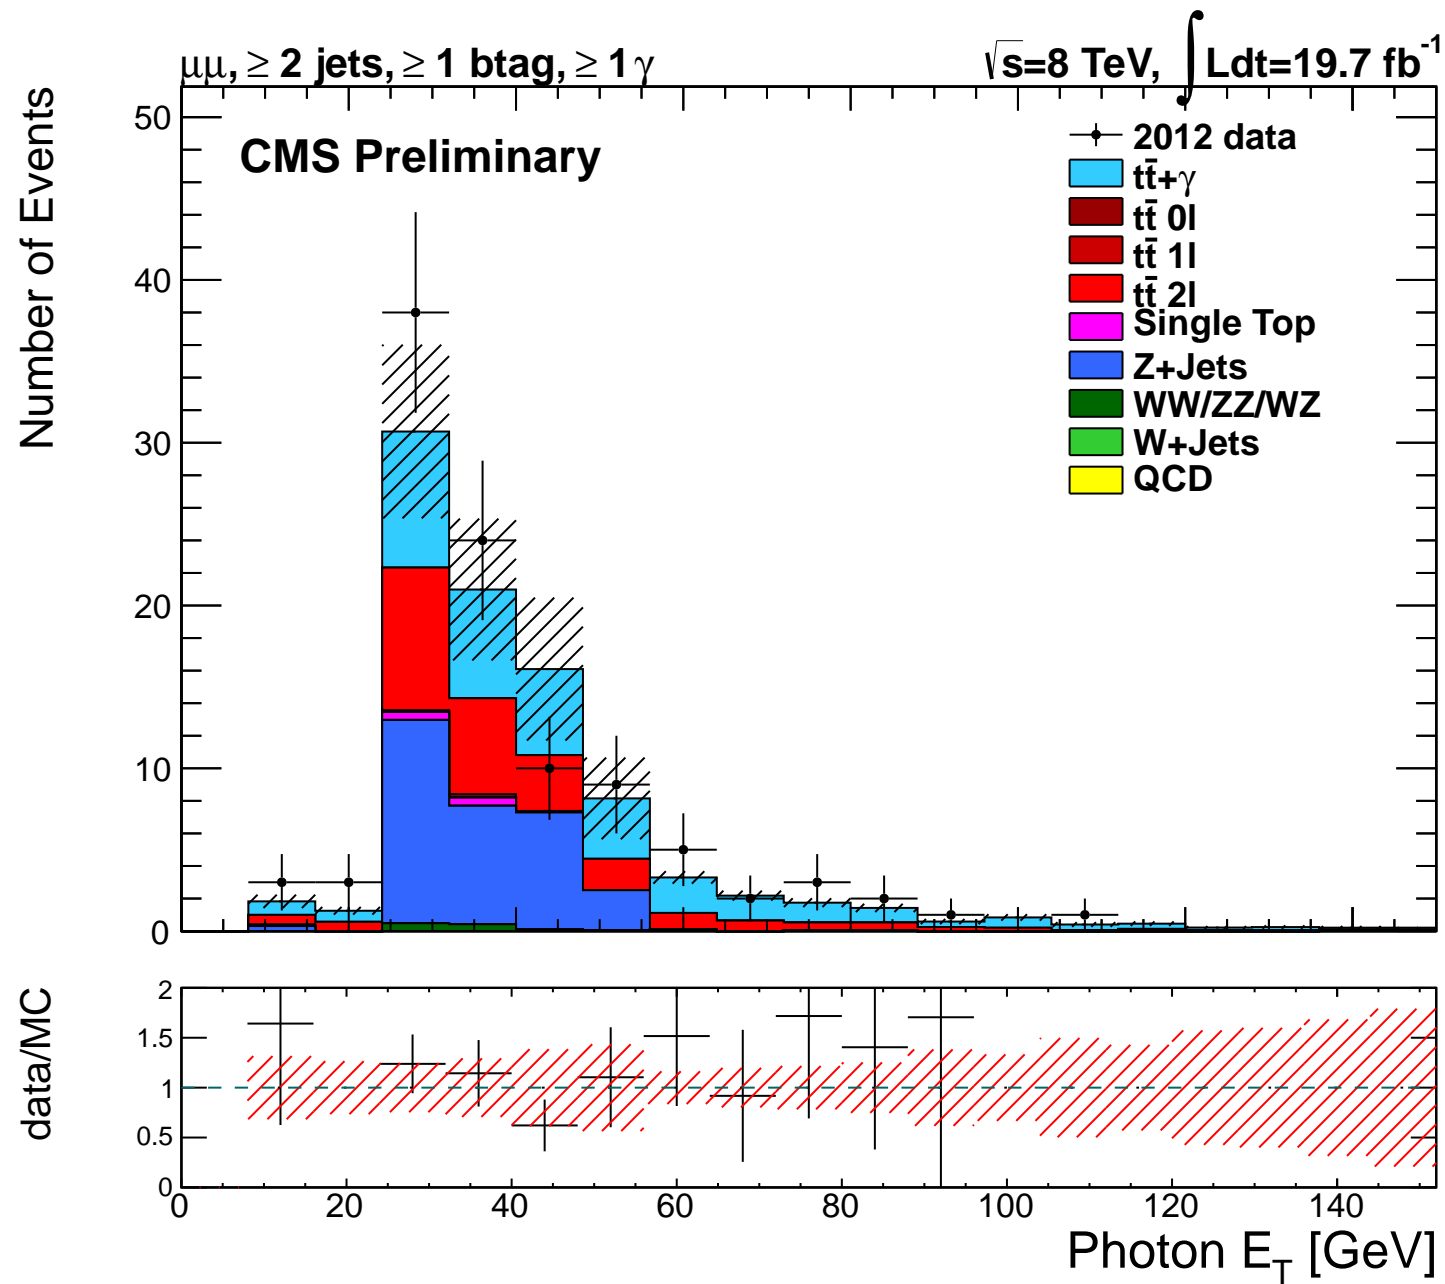 μμ, ≥ 2 jets, ≥ 1 btag, ≥ 1 γ
√s=8 TeV, ∫ Ldt=19.7 fb⁻¹
CMS Preliminary
Number of Events
50
40
30
20
10
0
2012 data
tt̄+γ
tt̄ 0l
tt̄ 1l
tt̄ 2l
Single Top
Z+Jets
WW/ZZ/WZ
W+Jets
QCD
data/MC
2
1.5
1
0.5
0
0 20 40 60 80 100 120 140
Photon E_T [GeV]